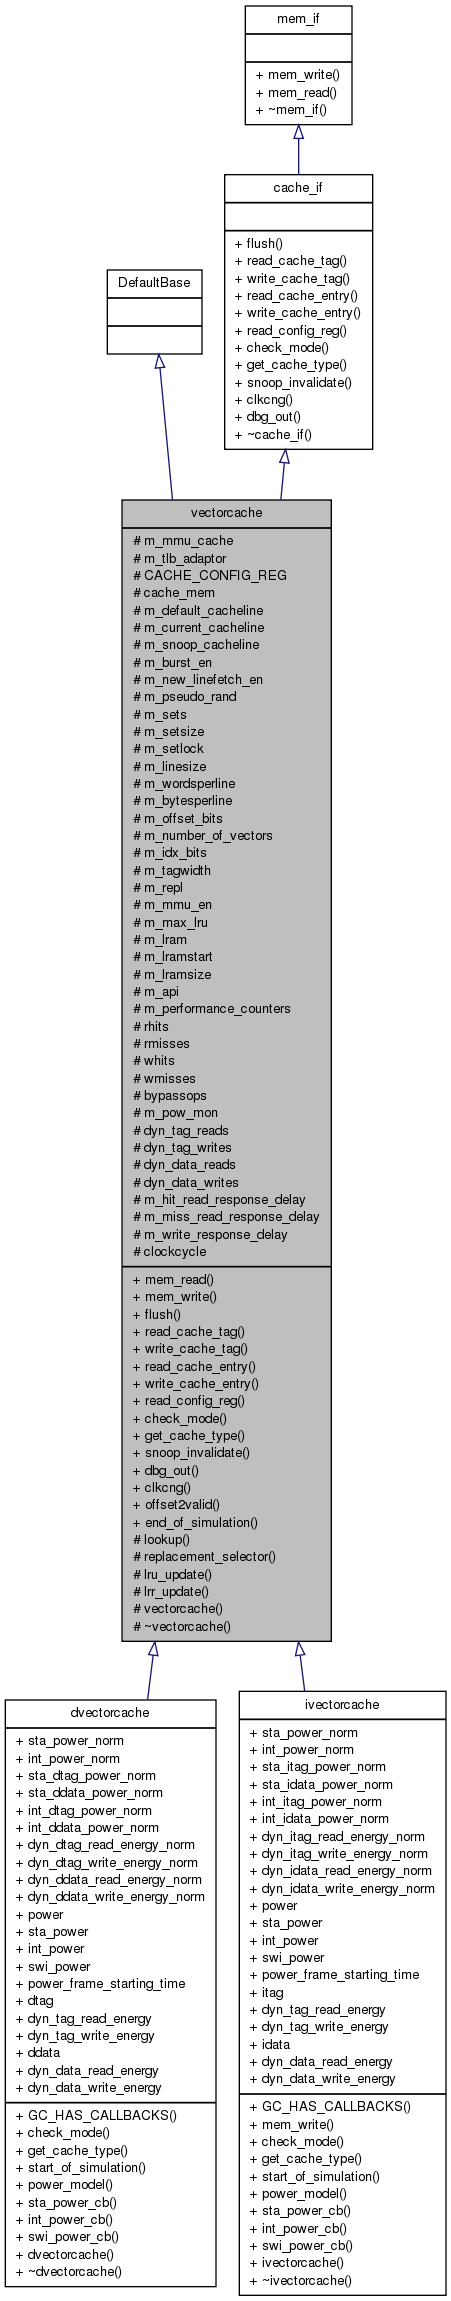 mem_if
+ mem_write()
+ mem_read()
+ ~mem_if()
cache_if
+ flush()
+ read_cache_tag()
+ write_cache_tag()
+ read_cache_entry()
+ write_cache_entry()
+ read_config_reg()
+ check_mode()
+ get_cache_type()
+ snoop_invalidate()
+ clkcng()
+ dbg_out()
+ ~cache_if()
DefaultBase
vectorcache
# m_mmu_cache
# m_tlb_adaptor
# CACHE_CONFIG_REG
# cache_mem
# m_default_cacheline
# m_current_cacheline
# m_snoop_cacheline
# m_burst_en
# m_new_linefetch_en
# m_pseudo_rand
# m_sets
# m_setsize
# m_setlock
# m_linesize
# m_wordsperline
# m_bytesperline
# m_offset_bits
# m_number_of_vectors
# m_idx_bits
# m_tagwidth
# m_repl
# m_mmu_en
# m_max_lru
# m_lram
# m_lramstart
# m_lramsize
# m_api
# m_performance_counters
# rhits
# rmisses
# whits
# wmisses
# bypassops
# m_pow_mon
# dyn_tag_reads
# dyn_tag_writes
# dyn_data_reads
# dyn_data_writes
# m_hit_read_response_delay
# m_miss_read_response_delay
# m_write_response_delay
# clockcycle
+ mem_read()
+ mem_write()
+ flush()
+ read_cache_tag()
+ write_cache_tag()
+ read_cache_entry()
+ write_cache_entry()
+ read_config_reg()
+ check_mode()
+ get_cache_type()
+ snoop_invalidate()
+ dbg_out()
+ clkcng()
+ offset2valid()
+ end_of_simulation()
# lookup()
# replacement_selector()
# lru_update()
# lrr_update()
# vectorcache()
# ~vectorcache()
dvectorcache
+ sta_power_norm
+ int_power_norm
+ sta_dtag_power_norm
+ sta_ddata_power_norm
+ int_dtag_power_norm
+ int_ddata_power_norm
+ dyn_dtag_read_energy_norm
+ dyn_dtag_write_energy_norm
+ dyn_ddata_read_energy_norm
+ dyn_ddata_write_energy_norm
+ power
+ sta_power
+ int_power
+ swi_power
+ power_frame_starting_time
+ dtag
+ dyn_tag_read_energy
+ dyn_tag_write_energy
+ ddata
+ dyn_data_read_energy
+ dyn_data_write_energy
+ GC_HAS_CALLBACKS()
+ check_mode()
+ get_cache_type()
+ start_of_simulation()
+ power_model()
+ sta_power_cb()
+ int_power_cb()
+ swi_power_cb()
+ dvectorcache()
+ ~dvectorcache()
ivectorcache
+ sta_power_norm
+ int_power_norm
+ sta_itag_power_norm
+ sta_idata_power_norm
+ int_itag_power_norm
+ int_idata_power_norm
+ dyn_itag_read_energy_norm
+ dyn_itag_write_energy_norm
+ dyn_idata_read_energy_norm
+ dyn_idata_write_energy_norm
+ power
+ sta_power
+ int_power
+ swi_power
+ power_frame_starting_time
+ itag
+ dyn_tag_read_energy
+ dyn_tag_write_energy
+ idata
+ dyn_data_read_energy
+ dyn_data_write_energy
+ GC_HAS_CALLBACKS()
+ mem_write()
+ check_mode()
+ get_cache_type()
+ start_of_simulation()
+ power_model()
+ sta_power_cb()
+ int_power_cb()
+ swi_power_cb()
+ ivectorcache()
+ ~ivectorcache()